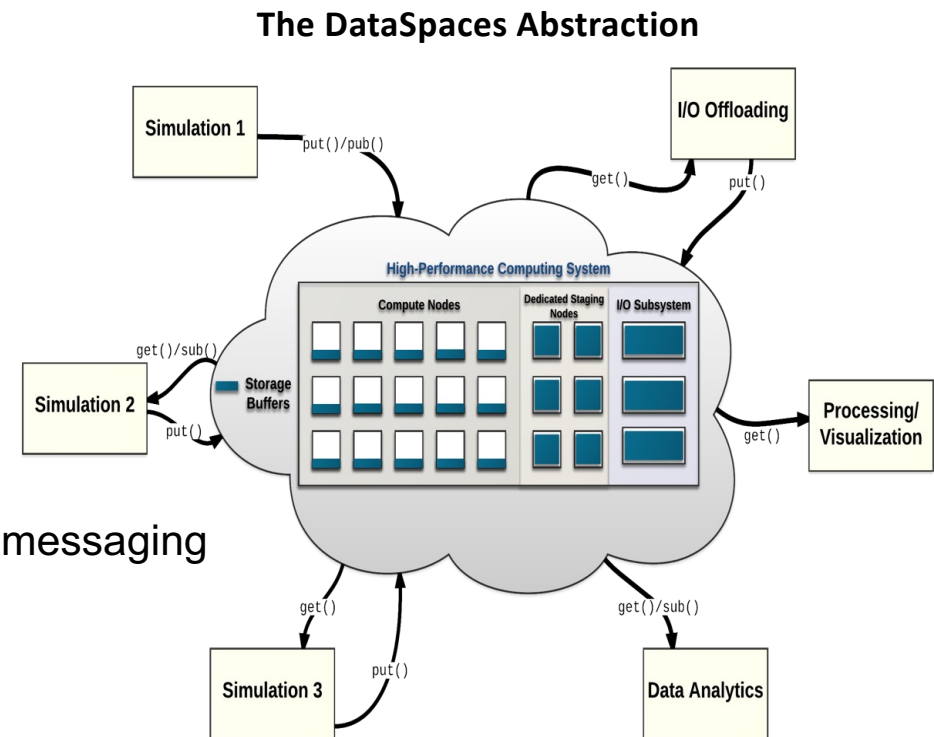 The DataSpaces Abstraction
Simulation 1
put()/pub()
I/O Offloading
get()
put()
High-Performance Computing System
Compute Nodes
Dedicated Staging
Nodes
I/O Subsystem
get()/sub()
Simulation 2
put()
Storage
Buffers
Processing/
Visualization
get()
messaging
get()
put()
Simulation 3
get()/sub()
Data Analytics